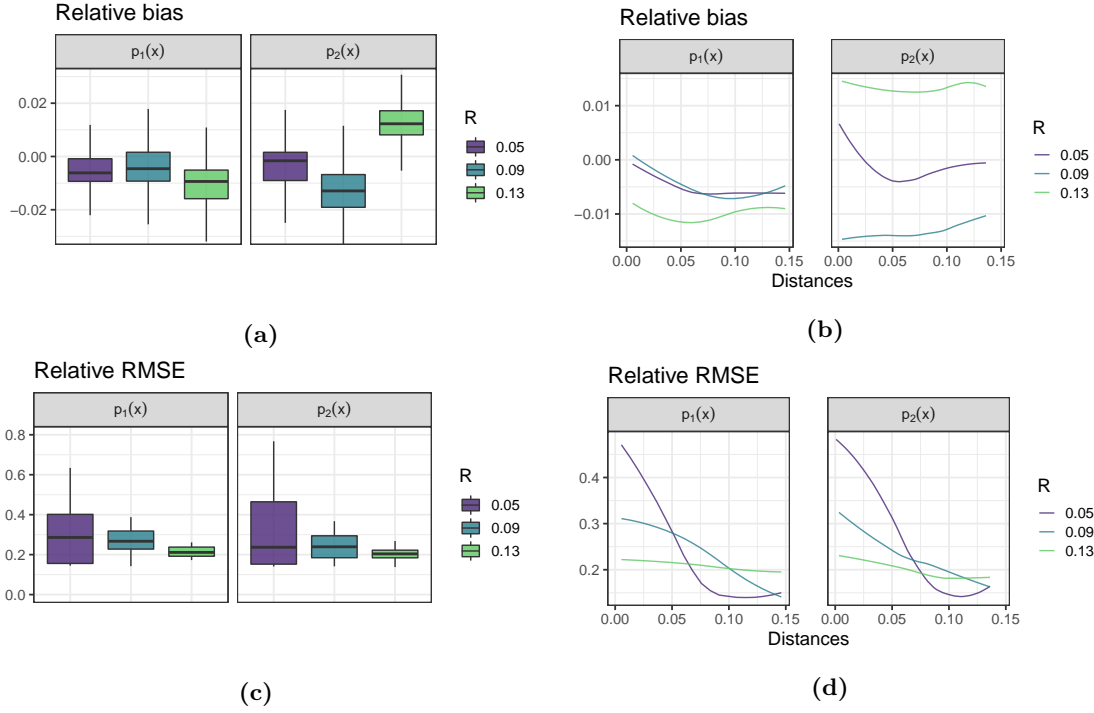 Relative bias
p₁(x)
p₂(x)
0.02
0.00
−0.02
R
0.05
0.09
0.13
(a)
Relative bias
p₁(x)
p₂(x)
0.01
0.00
−0.01
0.00 0.05 0.10 0.15 0.00 0.05 0.10 0.15
Distances
R
0.05
0.09
0.13
(b)
Relative RMSE
p₁(x)
p₂(x)
0.8
0.6
0.4
0.2
0.0
R
0.05
0.09
0.13
(c)
Relative RMSE
p₁(x)
p₂(x)
0.4
0.3
0.2
0.00 0.05 0.10 0.15 0.00 0.05 0.10 0.15
Distances
R
0.05
0.09
0.13
(d)